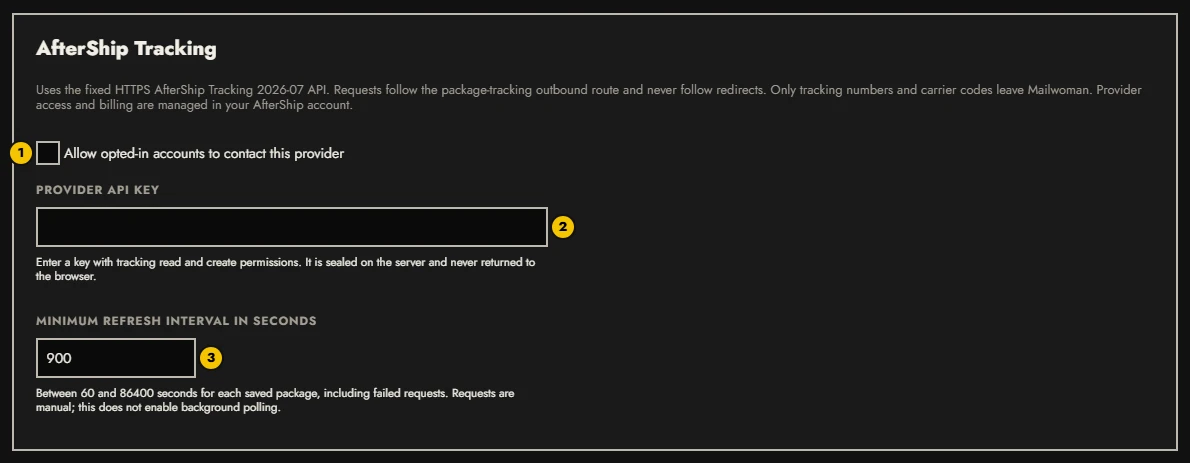 AfterShip Tracking
Uses the fixed HTTPS AfterShip Tracking 2026-07 API. Requests follow the package-tracking outbound route and never follow redirects. Only tracking numbers and carrier codes leave Mailwoman. Provider
access and billing are managed in your AfterShip account.
1 Allow opted-in accounts to contact this provider
PROVIDER API KEY
2
Enter a key with tracking read and create permissions. It is sealed on the server and never returned to
the browser.
MINIMUM REFRESH INTERVAL IN SECONDS
900 3
Between 60 and 86400 seconds for each saved package, including failed requests. Requests are
manual; this does not enable background polling.